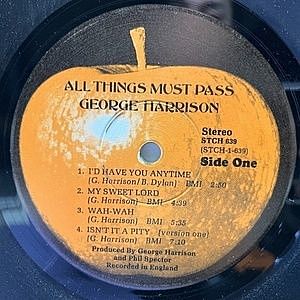 ALL THINGS MUST PASS
GEORGE HARRISON
Stereo
STCH 639
(STCH-1-639)
Side One
1. I'D HAVE YOU ANYTIME
(G. Harrison/B. Dylan) BMI 2:50
2. MY SWEET LORD
(G. Harrison) BMI 4:39
3. WAH-WAH
(G. Harrison) BMI 5:35
4. ISN'T IT A PITY (version one)
(G. Harrison) BMI 7:10
Produced By George Harrison
and Phil Spector
Recorded in England